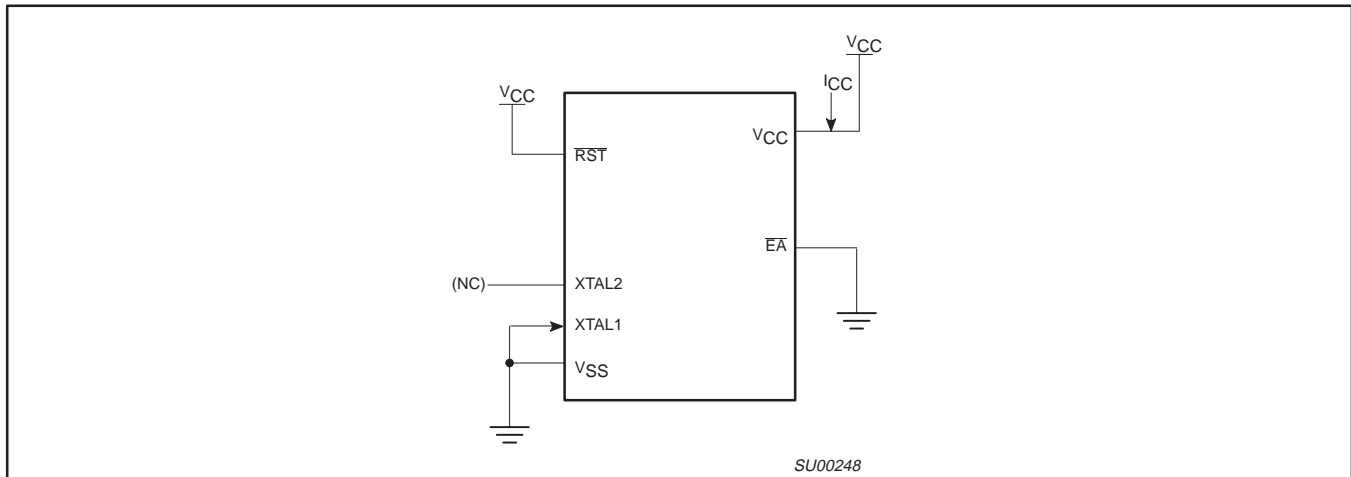 VCC
ICC
VCC
VCC
RST
EA
(NC)
XTAL2
XTAL1
VSS
SU00248